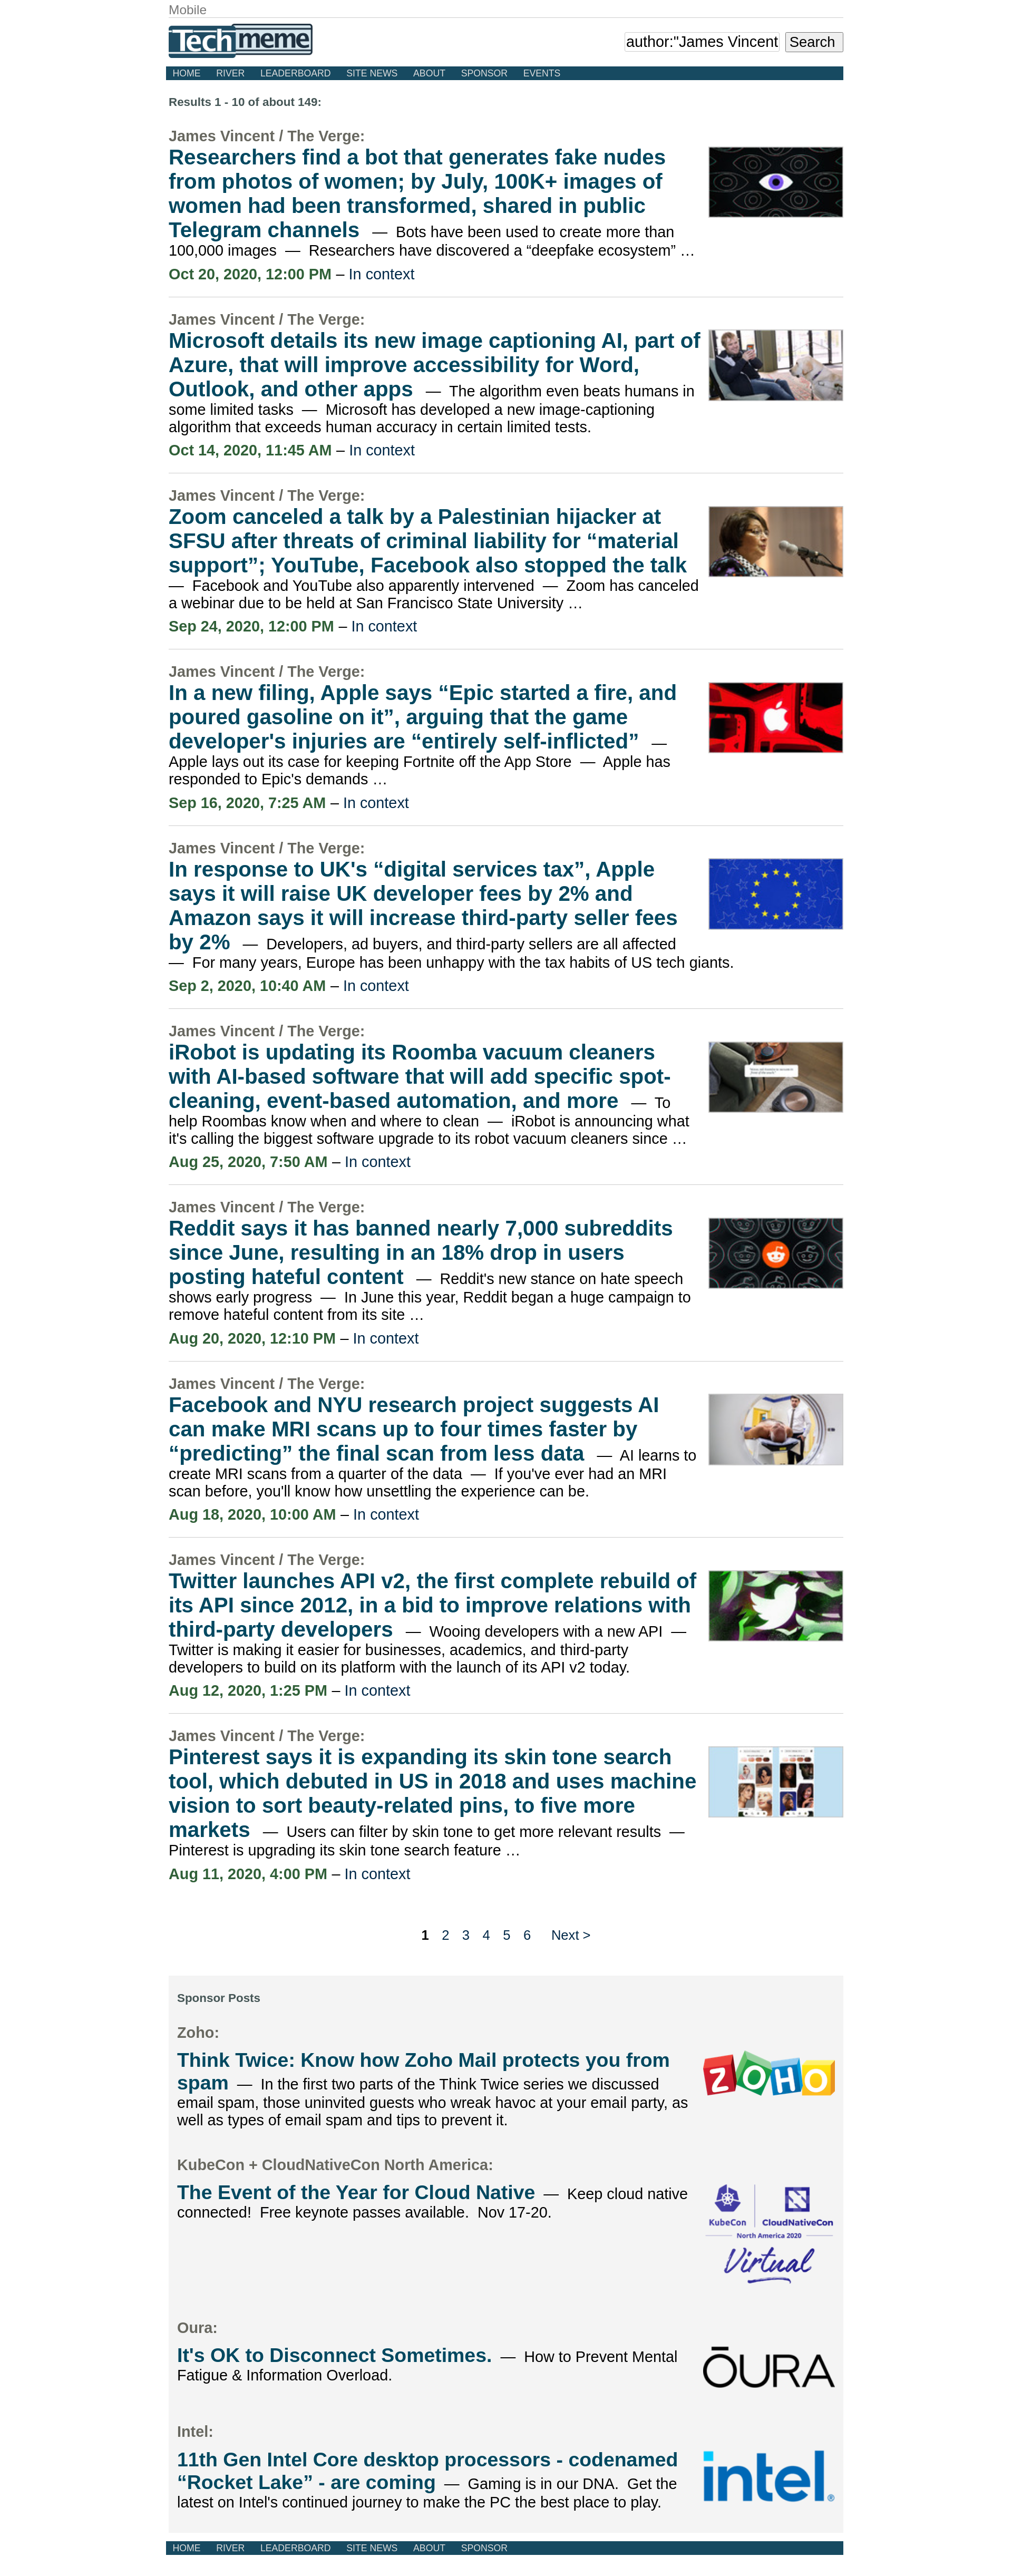 Mobile
Techmeme
author:"James Vincent
Search
HOME RIVER LEADERBOARD SITE NEWS ABOUT SPONSOR EVENTS
Results 1 - 10 of about 149:
James Vincent / The Verge:
Researchers find a bot that generates fake nudes
from photos of women; by July, 100K+ images of
women had been transformed, shared in public
Telegram channels — Bots have been used to create more than
100,000 images — Researchers have discovered a “deepfake ecosystem” …
Oct 20, 2020, 12:00 PM – In context
James Vincent / The Verge:
Microsoft details its new image captioning AI, part of
Azure, that will improve accessibility for Word,
Outlook, and other apps — The algorithm even beats humans in
some limited tasks — Microsoft has developed a new image-captioning
algorithm that exceeds human accuracy in certain limited tests.
Oct 14, 2020, 11:45 AM – In context
James Vincent / The Verge:
Zoom canceled a talk by a Palestinian hijacker at
SFSU after threats of criminal liability for “material
support”; YouTube, Facebook also stopped the talk
— Facebook and YouTube also apparently intervened — Zoom has canceled
a webinar due to be held at San Francisco State University …
Sep 24, 2020, 12:00 PM – In context
James Vincent / The Verge:
In a new filing, Apple says “Epic started a fire, and
poured gasoline on it”, arguing that the game
developer's injuries are “entirely self-inflicted” —
Apple lays out its case for keeping Fortnite off the App Store — Apple has
responded to Epic's demands …
Sep 16, 2020, 7:25 AM – In context
James Vincent / The Verge:
In response to UK's “digital services tax”, Apple
says it will raise UK developer fees by 2% and
Amazon says it will increase third-party seller fees
by 2% — Developers, ad buyers, and third-party sellers are all affected
— For many years, Europe has been unhappy with the tax habits of US tech giants.
Sep 2, 2020, 10:40 AM – In context
James Vincent / The Verge:
iRobot is updating its Roomba vacuum cleaners
with AI-based software that will add specific spot-
cleaning, event-based automation, and more — To
help Roombas know when and where to clean — iRobot is announcing what
it's calling the biggest software upgrade to its robot vacuum cleaners since …
Aug 25, 2020, 7:50 AM – In context
James Vincent / The Verge:
Reddit says it has banned nearly 7,000 subreddits
since June, resulting in an 18% drop in users
posting hateful content — Reddit's new stance on hate speech
shows early progress — In June this year, Reddit began a huge campaign to
remove hateful content from its site …
Aug 20, 2020, 12:10 PM – In context
James Vincent / The Verge:
Facebook and NYU research project suggests AI
can make MRI scans up to four times faster by
“predicting” the final scan from less data — AI learns to
create MRI scans from a quarter of the data — If you've ever had an MRI
scan before, you'll know how unsettling the experience can be.
Aug 18, 2020, 10:00 AM – In context
James Vincent / The Verge:
Twitter launches API v2, the first complete rebuild of
its API since 2012, in a bid to improve relations with
third-party developers — Wooing developers with a new API —
Twitter is making it easier for businesses, academics, and third-party
developers to build on its platform with the launch of its API v2 today.
Aug 12, 2020, 1:25 PM – In context
James Vincent / The Verge:
Pinterest says it is expanding its skin tone search
tool, which debuted in US in 2018 and uses machine
vision to sort beauty-related pins, to five more
markets — Users can filter by skin tone to get more relevant results —
Pinterest is upgrading its skin tone search feature …
Aug 11, 2020, 4:00 PM – In context
1 2 3 4 5 6 Next >
Sponsor Posts
Zoho:
Think Twice: Know how Zoho Mail protects you from
spam — In the first two parts of the Think Twice series we discussed
email spam, those uninvited guests who wreak havoc at your email party, as
well as types of email spam and tips to prevent it.
ZOHO
KubeCon + CloudNativeCon North America:
The Event of the Year for Cloud Native — Keep cloud native
connected! Free keynote passes available. Nov 17-20.
KubeCon CloudNativeCon
North America 2020
Virtual
Oura:
It's OK to Disconnect Sometimes. — How to Prevent Mental
Fatigue & Information Overload.
ŌURA
Intel:
11th Gen Intel Core desktop processors - codenamed
“Rocket Lake” - are coming — Gaming is in our DNA. Get the
latest on Intel's continued journey to make the PC the best place to play.
intel®
HOME RIVER LEADERBOARD SITE NEWS ABOUT SPONSOR